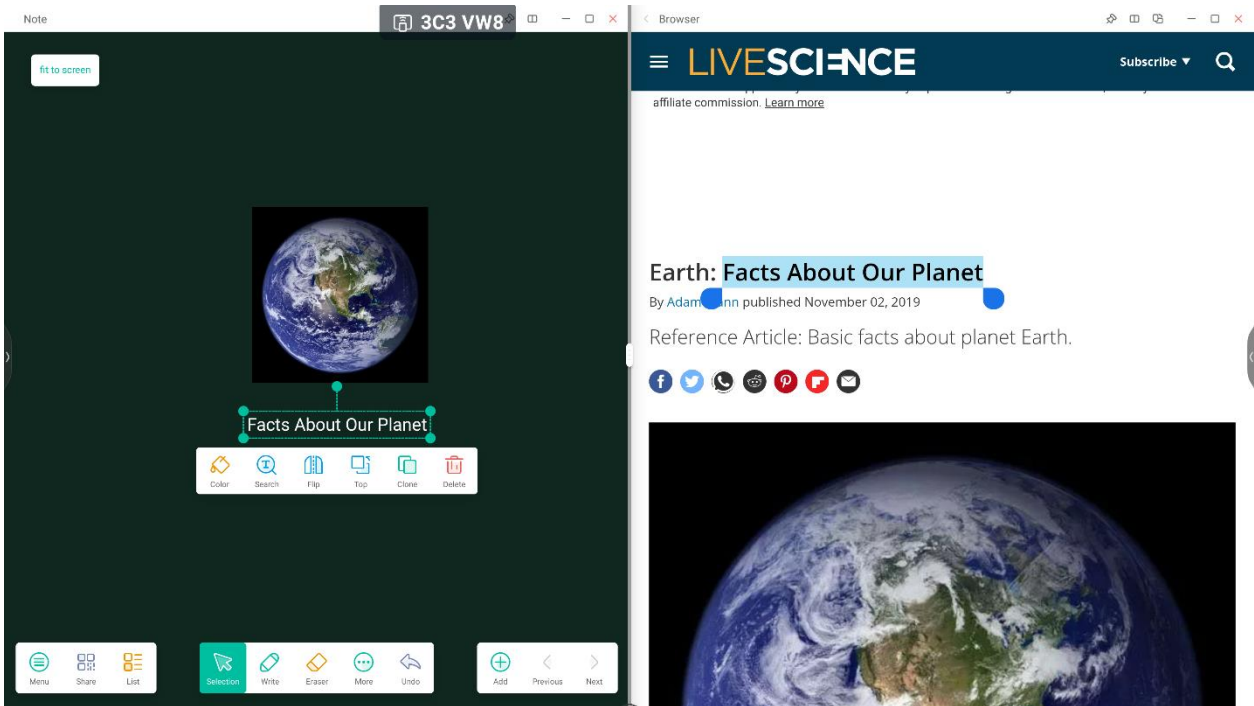 Note
3C3 VW8
fit to screen
Facts About Our Planet
Color
Search
Flip
Top
Clone
Delete
Menu
Share
List
Selection
Write
Eraser
More
Undo
Add
Previous
Next
Browser
LIVESCIENCE
Subscribe
affiliate commission. Learn more
Earth: Facts About Our Planet
By Adam published November 02, 2019
Reference Article: Basic facts about planet Earth.